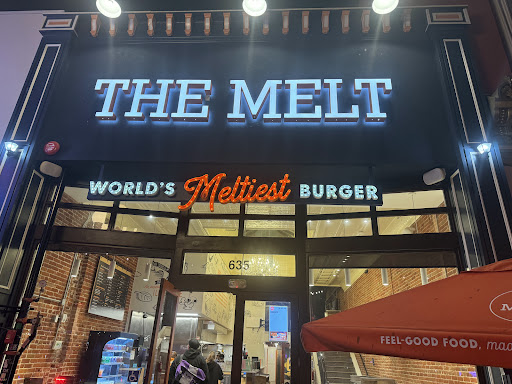 THE MELT
WORLD'S Meltiest BURGER
635
M
FEEL-GOOD FOOD,